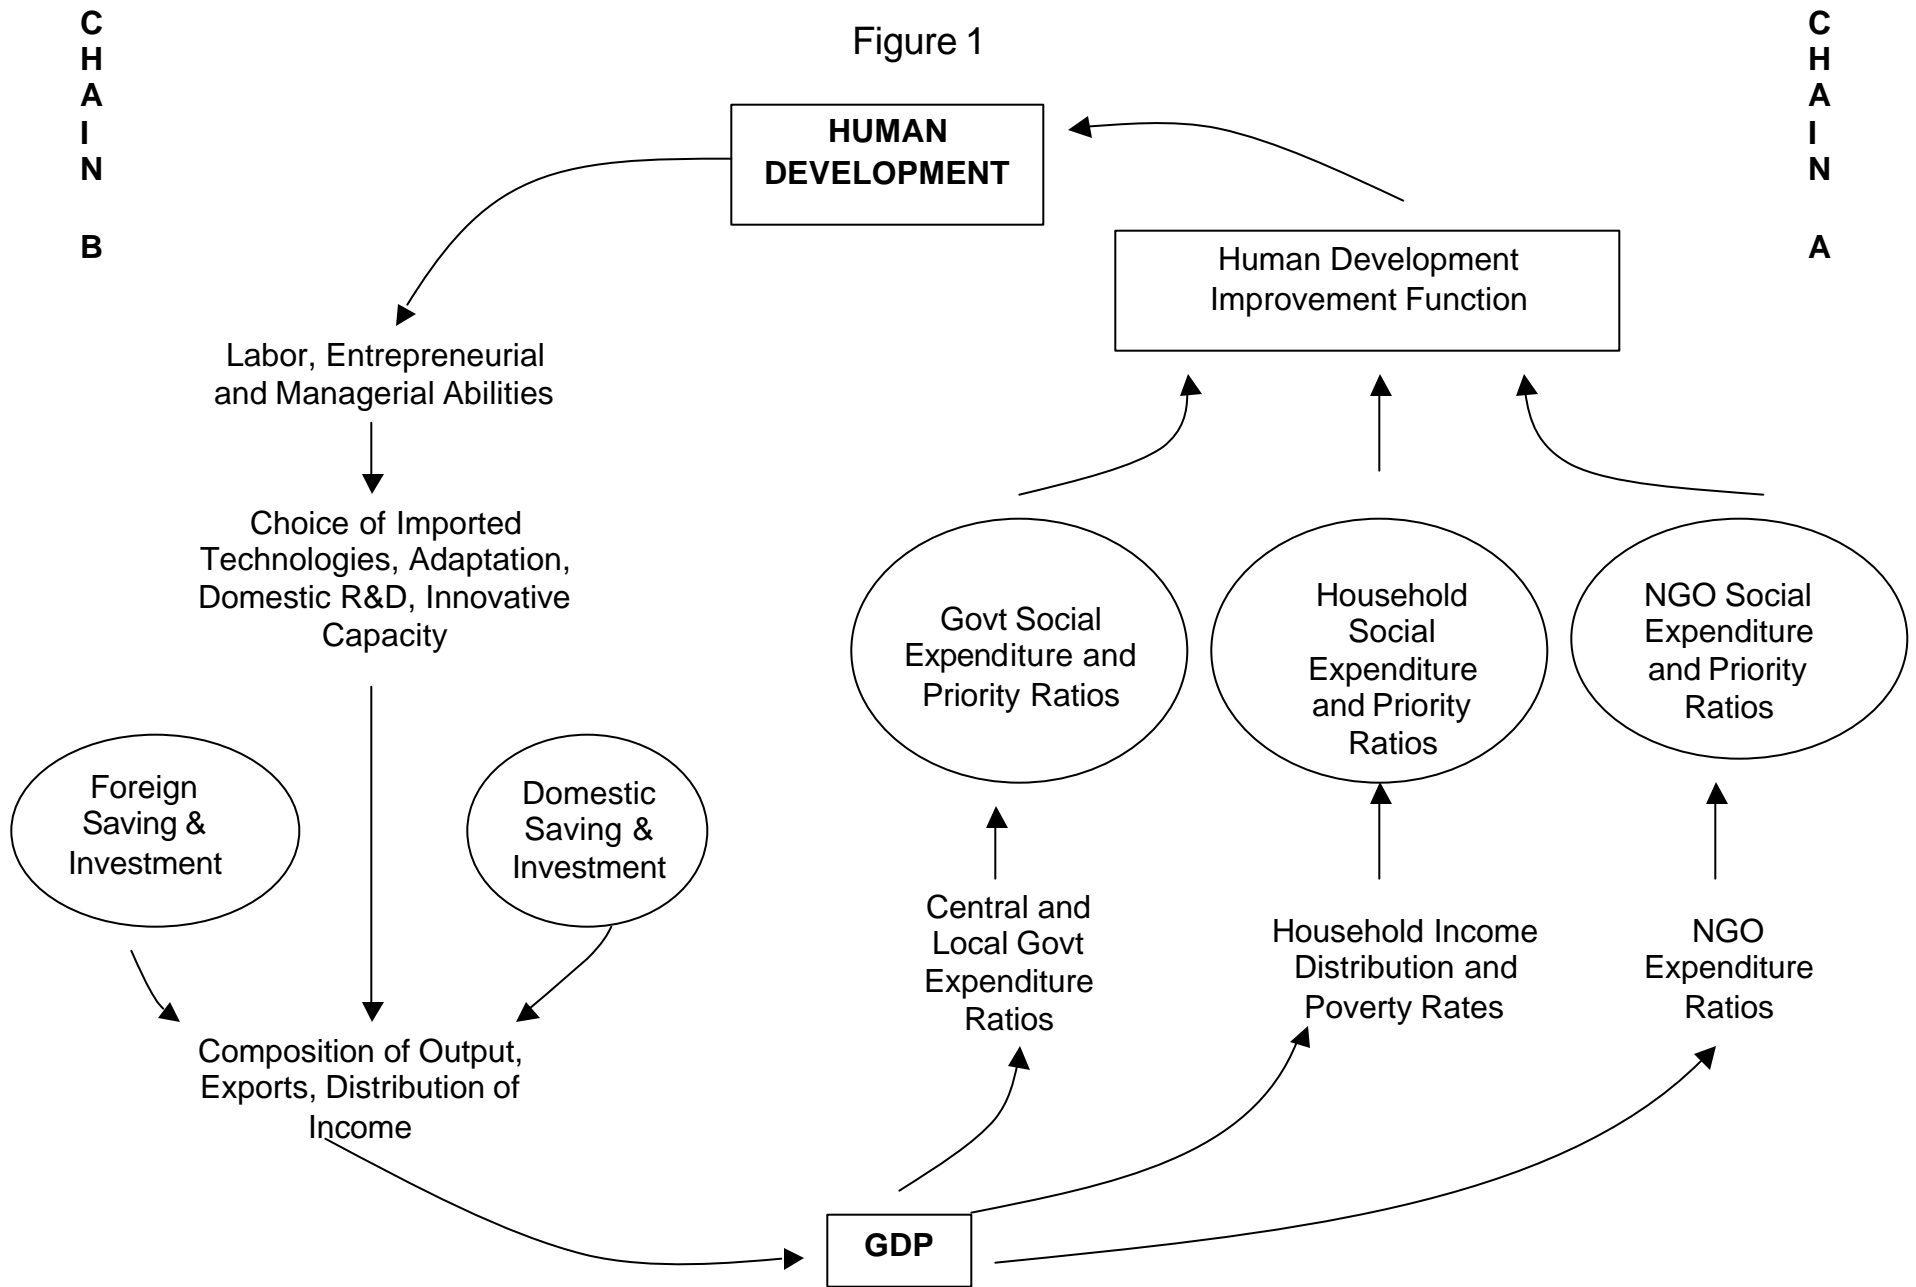 C
H
A
I
N
B
Figure 1
C
H
A
I
N
A
HUMAN
DEVELOPMENT
Human Development
Improvement Function
Labor, Entrepreneurial
and Managerial Abilities
Choice of Imported
Technologies, Adaptation,
Domestic R&D, Innovative
Capacity
Govt Social
Expenditure and
Priority Ratios
Household
Social
Expenditure
and Priority
Ratios
NGO Social
Expenditure
and Priority
Ratios
Foreign
Saving &
Investment
Domestic
Saving &
Investment
Central and
Local Govt
Expenditure
Ratios
Household Income
Distribution and
Poverty Rates
NGO
Expenditure
Ratios
Composition of Output,
Exports, Distribution of
Income
GDP